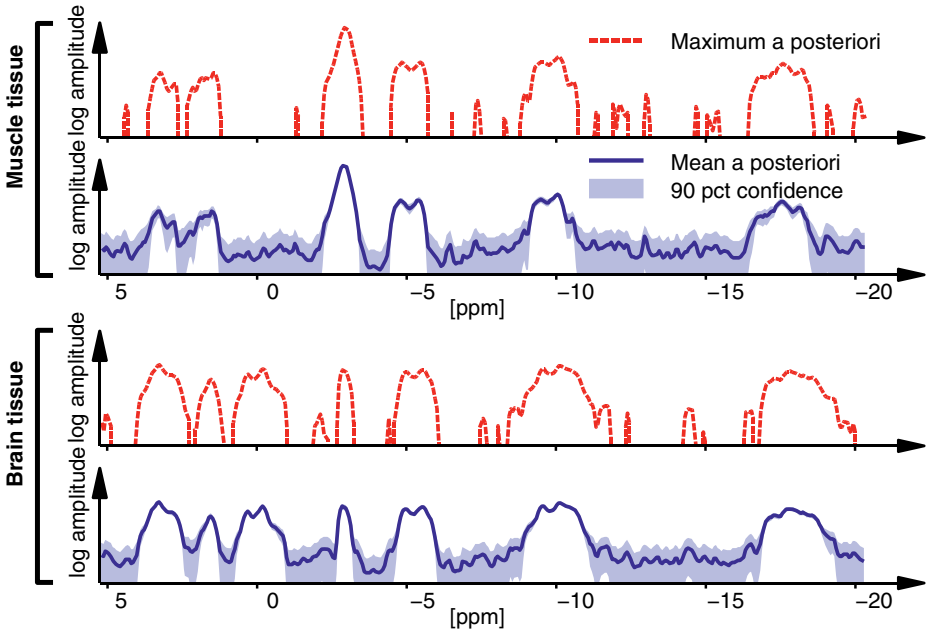 Muscle tissue
log amplitude
Maximum a posteriori
log amplitude
Mean a posteriori
90 pct confidence
5 0 −5 −10 −15 −20
[ppm]
Brain tissue
log amplitude
log amplitude
5 0 −5 −10 −15 −20
[ppm]